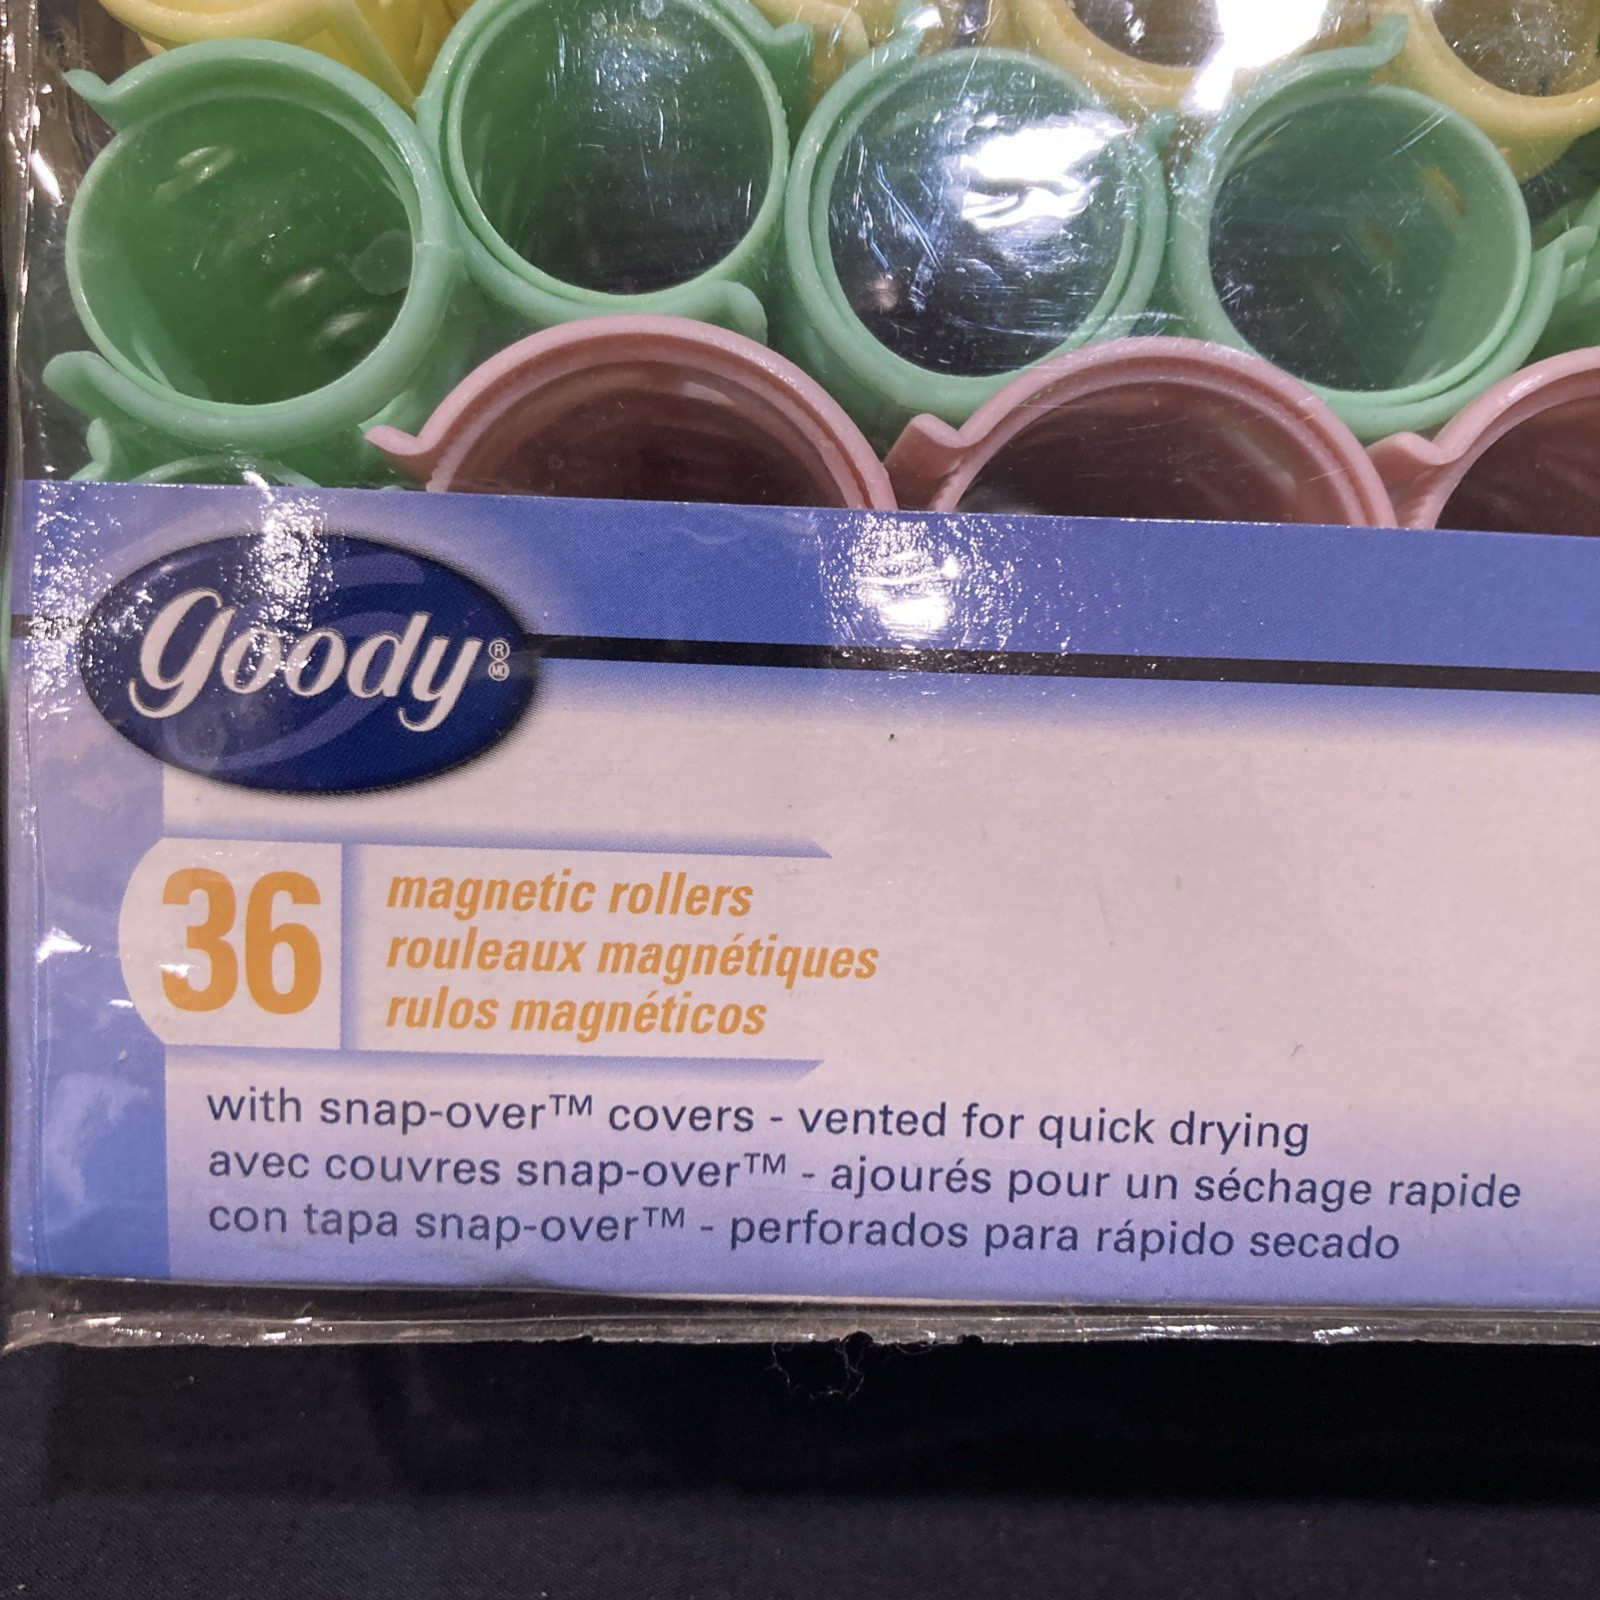 goody® MD
36
magnetic rollers
rouleaux magnétiques
rulos magnéticos
with snap-over™ covers - vented for quick drying
avec couvres snap-over™ - ajourés pour un séchage rapide
con tapa snap-over™ - perforados para rápido secado